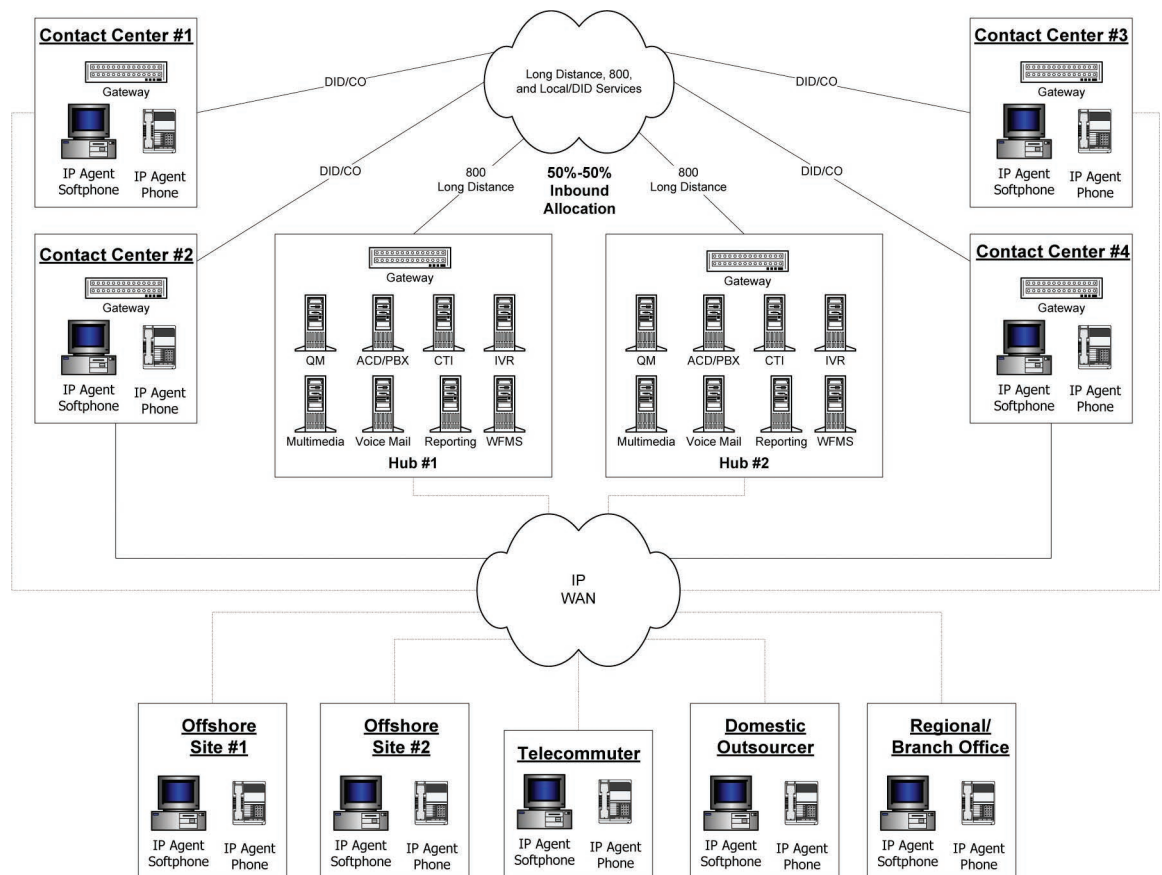 Contact Center #1
Gateway
IP Agent
Softphone
IP Agent
Phone
DID/CO
Long Distance, 800,
and Local/DID Services
DID/CO
Contact Center #3
Gateway
IP Agent
Softphone
IP Agent
Phone
DID/CO
800
Long Distance
50%-50%
Inbound
Allocation
800
Long Distance
DID/CO
Contact Center #2
Gateway
IP Agent
Softphone
IP Agent
Phone
Gateway
QM
ACD/PBX
CTI
IVR
Multimedia
Voice Mail
Reporting
WFMS
Hub #1
Gateway
QM
ACD/PBX
CTI
IVR
Multimedia
Voice Mail
Reporting
WFMS
Hub #2
Contact Center #4
Gateway
IP Agent
Softphone
IP Agent
Phone
IP
WAN
Offshore
Site #1
IP Agent
Softphone
IP Agent
Phone
Offshore
Site #2
IP Agent
Softphone
IP Agent
Phone
Telecommuter
IP Agent
Softphone
IP Agent
Phone
Domestic
Outsourcer
IP Agent
Softphone
IP Agent
Phone
Regional/
Branch Office
IP Agent
Softphone
IP Agent
Phone